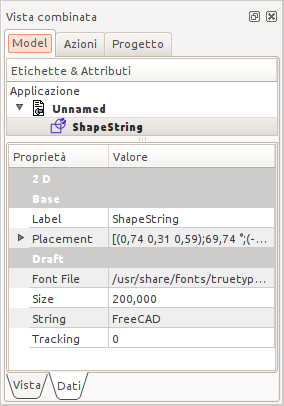 Vista combinata
Model Azioni Progetto
Etichette & Attributi
Applicazione
Unnamed
ShapeString
Proprietà Valore
2 D
Base
Label ShapeString
Placement [(0,74 0,31 0,59);69,74 °;(-...
Draft
Font File /usr/share/fonts/truetyp...
Size 200,000
String FreeCAD
Tracking 0
Vista Dati